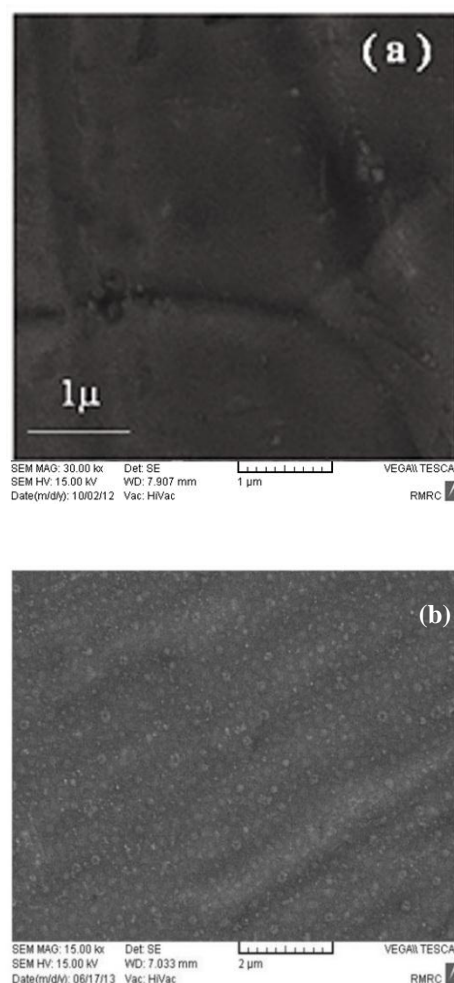 (a)
1μ
SEM MAG: 30.00 kx Det: SE 1 μm VEGA\\ TESCA
SEM HV: 15.00 kV WD: 7.907 mm
Date(m/d/y): 10/02/12 Vac: HiVac RMRC
(b)
SEM MAG: 15.00 kx Det: SE 2 μm VEGA\\ TESCA
SEM HV: 15.00 kV WD: 7.033 mm
Date(m/d/y): 06/17/13 Vac: HiVac RMRC